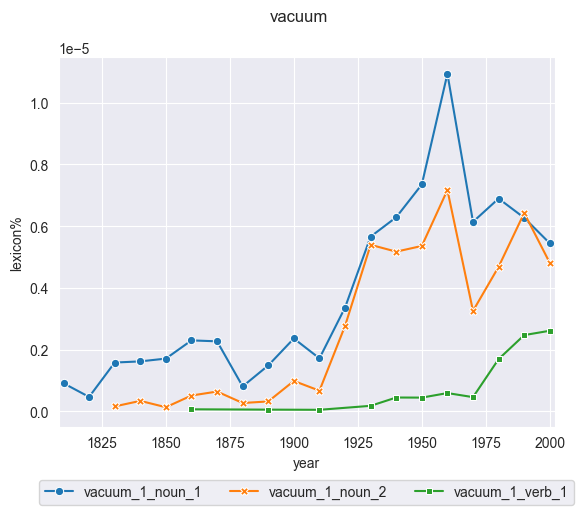 vacuum
1e−5
1.0
0.8
0.6
0.4
0.2
0.0
lexicon%
1825 1850 1875 1900 1925 1950 1975 2000
year
vacuum_1_noun_1 vacuum_1_noun_2 vacuum_1_verb_1